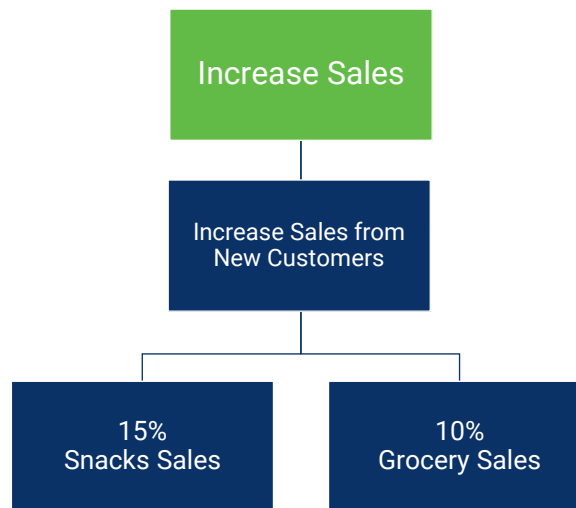 Increase Sales
Increase Sales from
New Customers
15%
Snacks Sales
10%
Grocery Sales